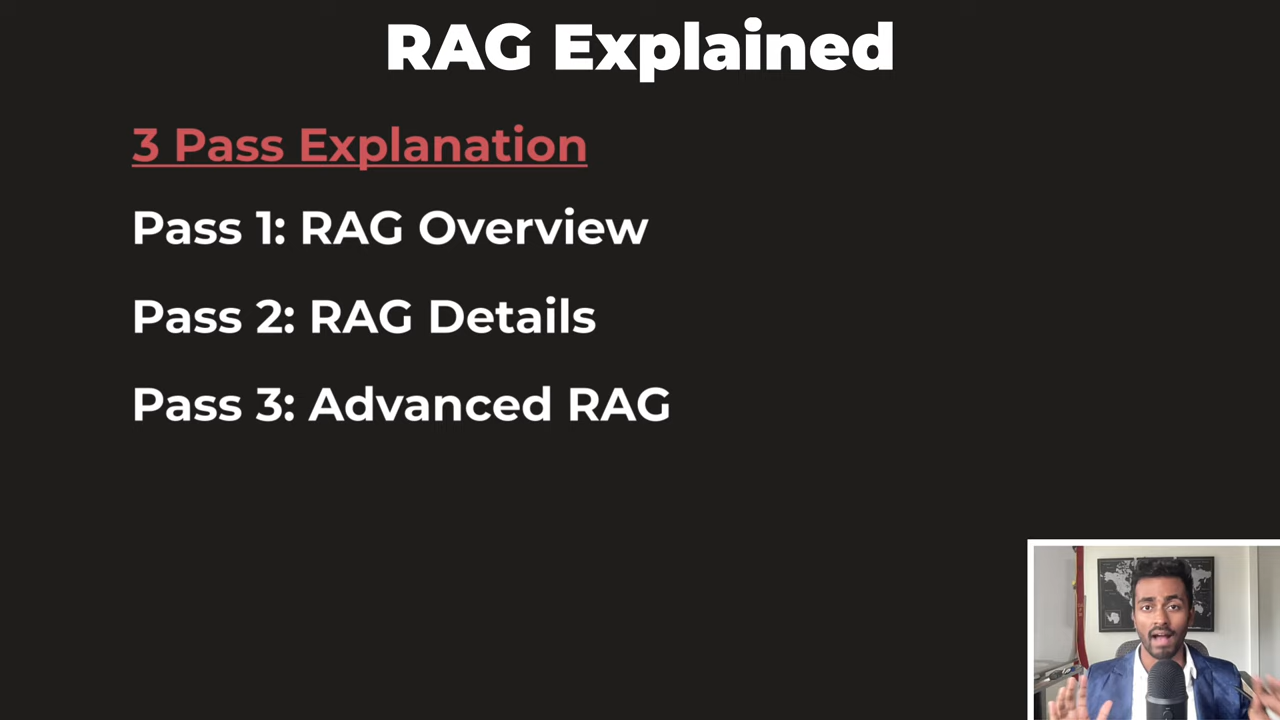 RAG Explained
3 Pass Explanation
Pass 1: RAG Overview
Pass 2: RAG Details
Pass 3: Advanced RAG